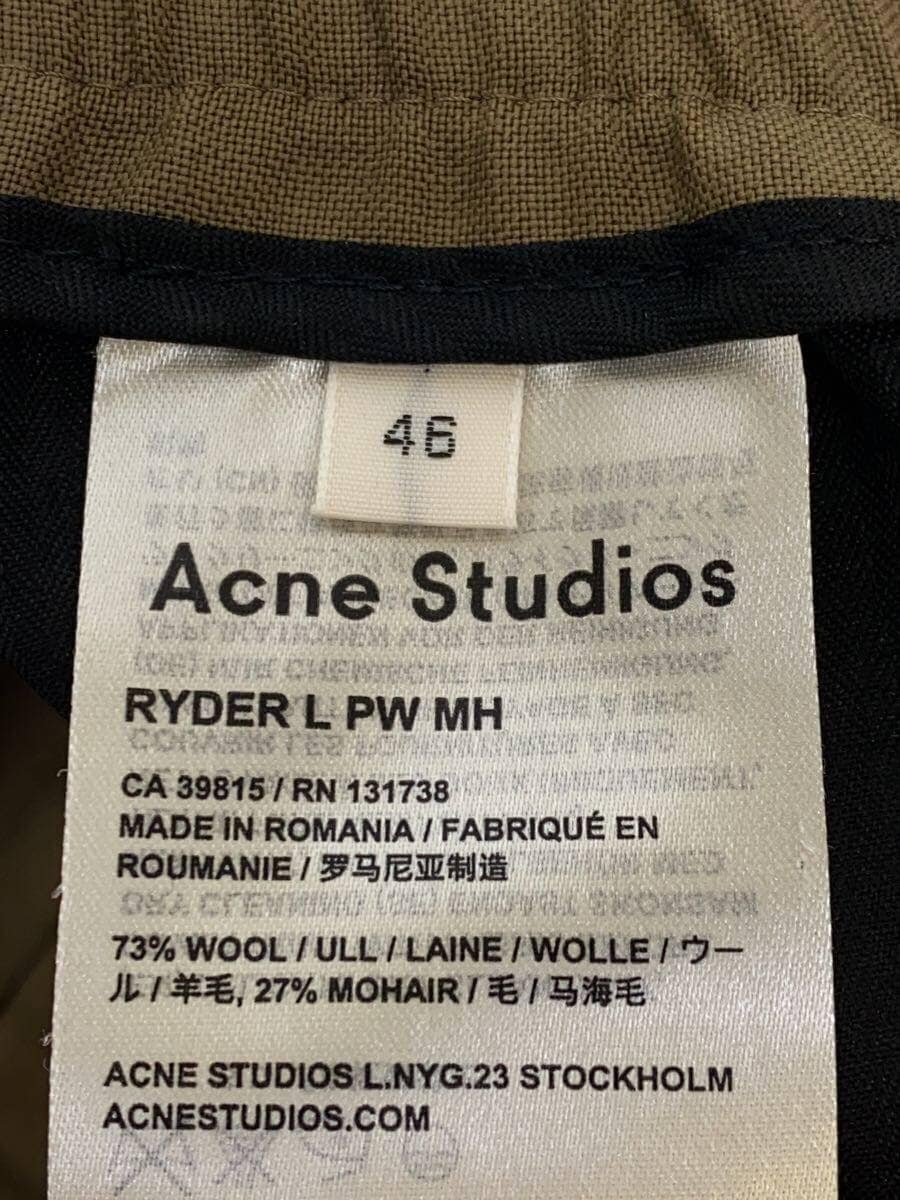 46
Acne Studios
RYDER L PW MH
CA 39815 / RN 131738
MADE IN ROMANIA / FABRIQUÉ EN
ROUMANIE / 罗马尼亚制造
73% WOOL / ULL / LAINE / WOLLE / ウー
ル / 羊毛, 27% MOHAIR / 毛 / 马海毛
ACNE STUDIOS L.NYG.23 STOCKHOLM
ACNESTUDIOS.COM